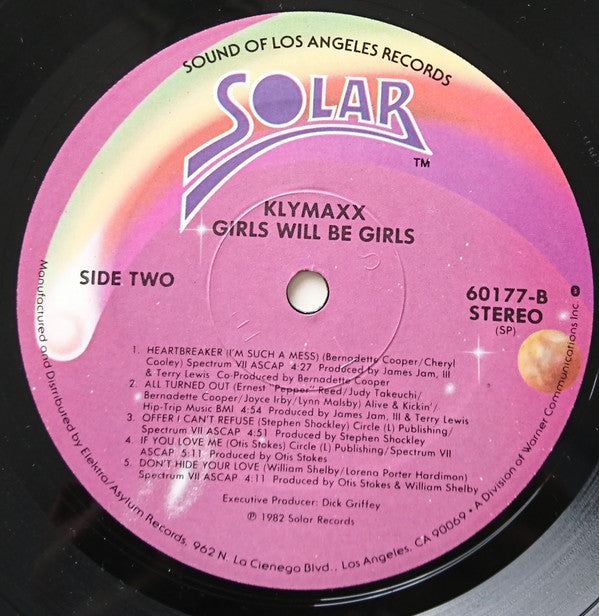 SOUND OF LOS ANGELES RECORDS
SOLAR
TM
KLYMAXX
GIRLS WILL BE GIRLS
SIDE TWO
60177-B
STEREO
(SP)
1. HEARTBREAKER (I'M SUCH A MESS) (Bernadette Cooper/Cheryl
Cooley) Spectrum VII ASCAP 4:27 Produced by James Jam, III
& Terry Lewis Co-Produced by Bernadette Cooper
2. ALL TURNED OUT (Ernest "Pepper" Reed/Judy Takeuchi/
Bernadette Cooper/Joyce Irby/Lynn Malsby) Alive & Kickin'/
Hip-Trip Music BMI 4:54 Produced by James Jam, III & Terry Lewis
3. OFFER I CAN'T REFUSE (Stephen Shockley) Circle (L) Publishing/
Spectrum VII ASCAP 4:51 Produced by Stephen Shockley
4. IF YOU LOVE ME (Otis Stokes) Circle (L) Publishing/Spectrum VII
ASCAP 5:11 Produced by Otis Stokes
5. DON'T HIDE YOUR LOVE (William Shelby/Lorena Porter Hardimon)
Spectrum VII ASCAP 4:11 Produced by Otis Stokes & William Shelby
Executive Producer: Dick Griffey
℗ 1982 Solar Records
Manufactured and Distributed by Elektra/Asylum Records, 962 N. La Cienega Blvd., Los Angeles, CA 90069 • A Division of Warner Communications Inc.